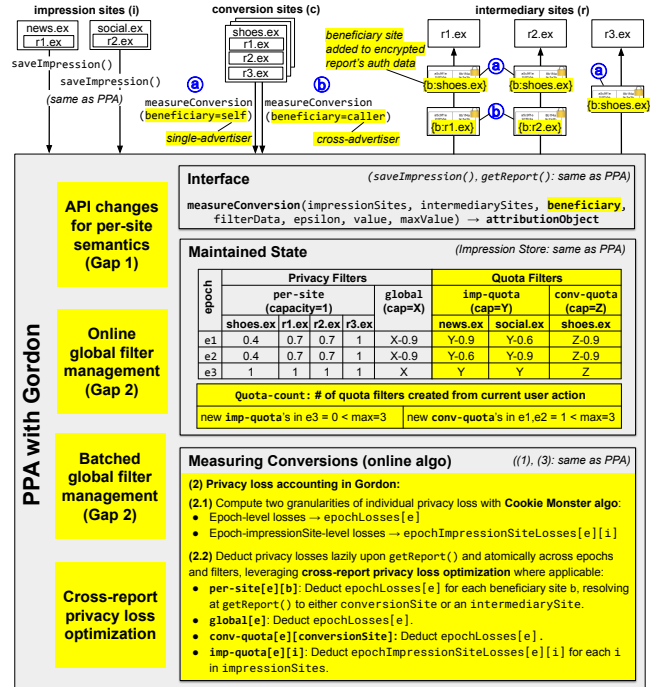 impression sites (i)
conversion sites (c)
intermediary sites (r)
news.ex
r1.ex
social.ex
r2.ex
shoes.ex
r1.ex
r2.ex
r3.ex
beneficiary site
added to encrypted
report's auth data
r1.ex
r2.ex
r3.ex
saveImpression()
saveImpression()
(same as PPA)
a
measureConversion
(beneficiary=self)
single-advertiser
b
measureConversion
(beneficiary=caller)
cross-advertiser
a
a
{b:shoes.ex}
{b:shoes.ex}
{b:shoes.ex}
b
{b:r1.ex}
{b:r2.ex}
PPA with Gordon
API changes
for per-site
semantics
(Gap 1)
Online
global filter
management
(Gap 2)
Batched
global filter
management
(Gap 2)
Cross-report
privacy loss
optimization
Interface (saveImpression(), getReport(): same as PPA)
measureConversion(impressionSites, intermediarySites, beneficiary,
filterData, epsilon, value, maxValue) → attributionObject
Maintained State (Impression Store: same as PPA)
epoch
Privacy Filters Quota Filters
per-site global imp-quota conv-quota
(capacity=1) (cap=X) (cap=Y) (cap=Z)
shoes.ex r1.ex r2.ex r3.ex news.ex social.ex shoes.ex
e1 0.4 0.7 0.7 1 X-0.9 Y-0.9 Y-0.6 Z-0.9
e2 0.4 0.7 0.7 1 X-0.9 Y-0.6 Y-0.9 Z-0.9
e3 1 1 1 1 X Y Y Z
Quota-count: # of quota filters created from current user action
new imp-quota's in e3 = 0 < max=3 new conv-quota's in e1,e2 = 1 < max=3
Measuring Conversions (online algo) ((1), (3): same as PPA)
(2) Privacy loss accounting in Gordon:
(2.1) Compute two granularities of individual privacy loss with Cookie Monster algo:
● Epoch-level losses → epochLosses[e]
● Epoch-impressionSite-level losses → epochImpressionSiteLosses[e][i]
(2.2) Deduct privacy losses lazily upon getReport() and atomically across epochs
and filters, leveraging cross-report privacy loss optimization where applicable:
● per-site[e][b]: Deduct epochLosses[e] for each beneficiary site b, resolving
at getReport() to either conversionSite or an intermediarySite.
● global[e]: Deduct epochLosses[e].
● conv-quota[e][conversionSite]: Deduct epochLosses[e].
● imp-quota[e][i]: Deduct epochImpressionSiteLosses[e][i] for each i
in impressionSites.